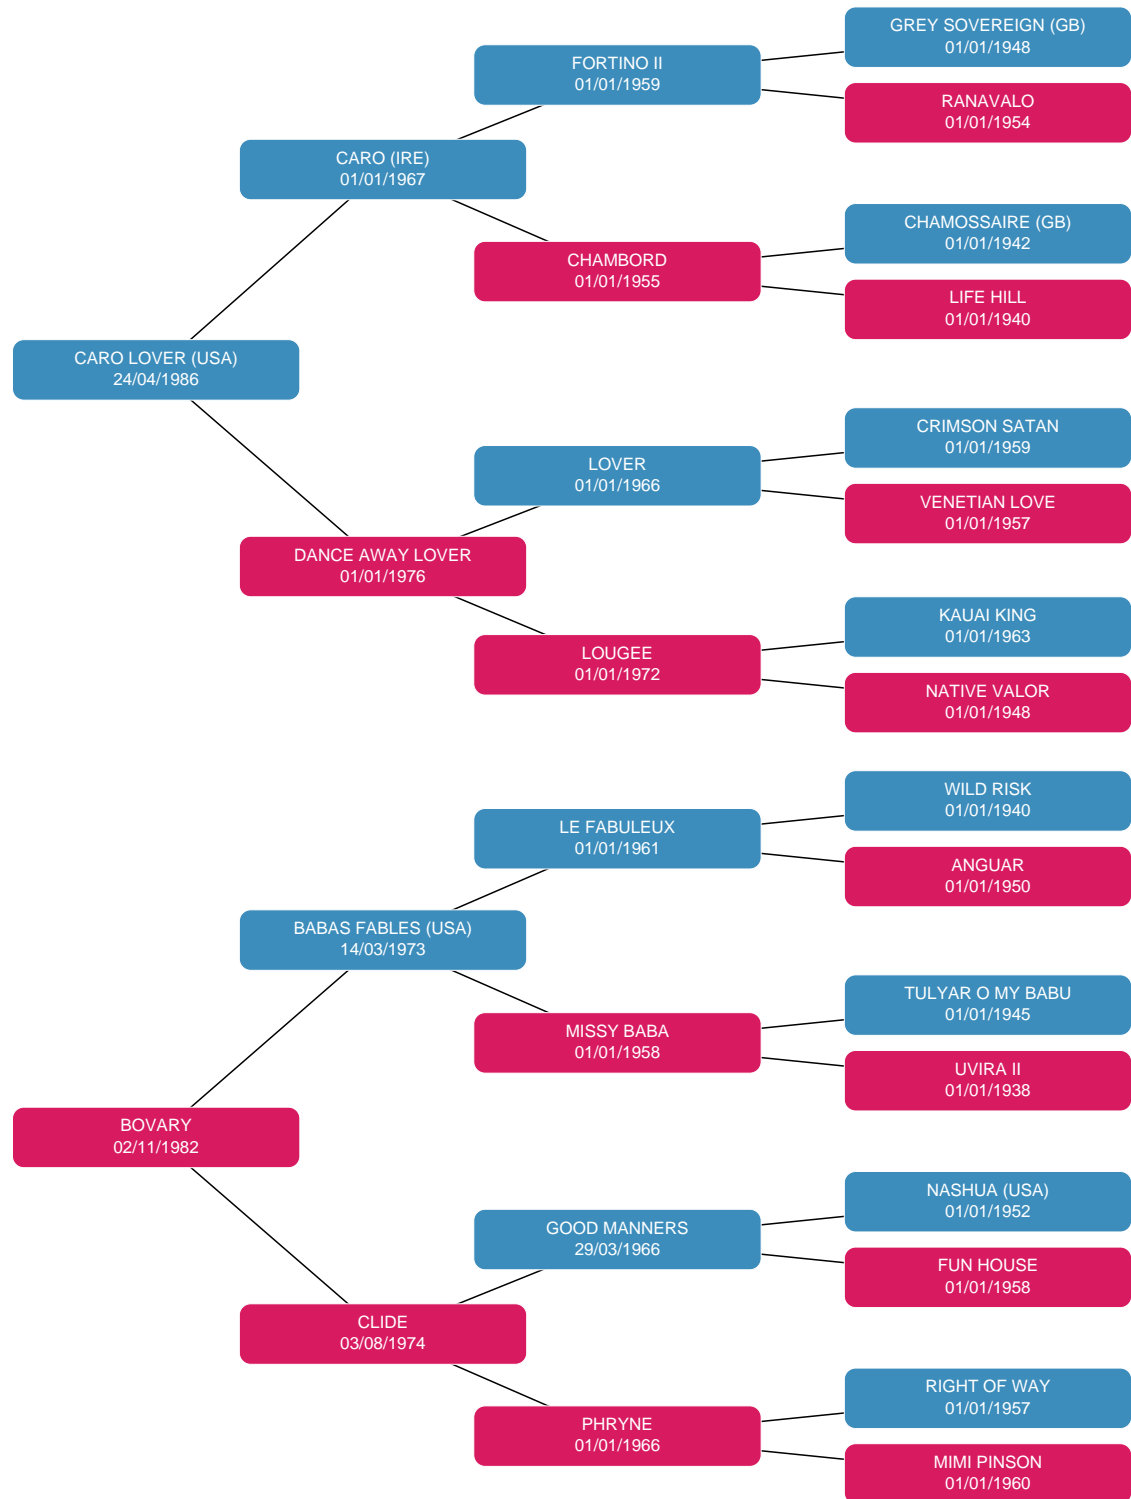 GREY SOVEREIGN (GB)
01/01/1948
FORTINO II
01/01/1959
RANAVALO
01/01/1954
CARO (IRE)
01/01/1967
CHAMOSSAIRE (GB)
01/01/1942
CHAMBORD
01/01/1955
LIFE HILL
01/01/1940
CARO LOVER (USA)
24/04/1986
CRIMSON SATAN
01/01/1959
LOVER
01/01/1966
VENETIAN LOVE
01/01/1957
DANCE AWAY LOVER
01/01/1976
KAUAI KING
01/01/1963
LOUGEE
01/01/1972
NATIVE VALOR
01/01/1948
WILD RISK
01/01/1940
LE FABULEUX
01/01/1961
ANGUAR
01/01/1950
BABAS FABLES (USA)
14/03/1973
TULYAR O MY BABU
01/01/1945
MISSY BABA
01/01/1958
UVIRA II
01/01/1938
BOVARY
02/11/1982
NASHUA (USA)
01/01/1952
GOOD MANNERS
29/03/1966
FUN HOUSE
01/01/1958
CLIDE
03/08/1974
RIGHT OF WAY
01/01/1957
PHRYNE
01/01/1966
MIMI PINSON
01/01/1960